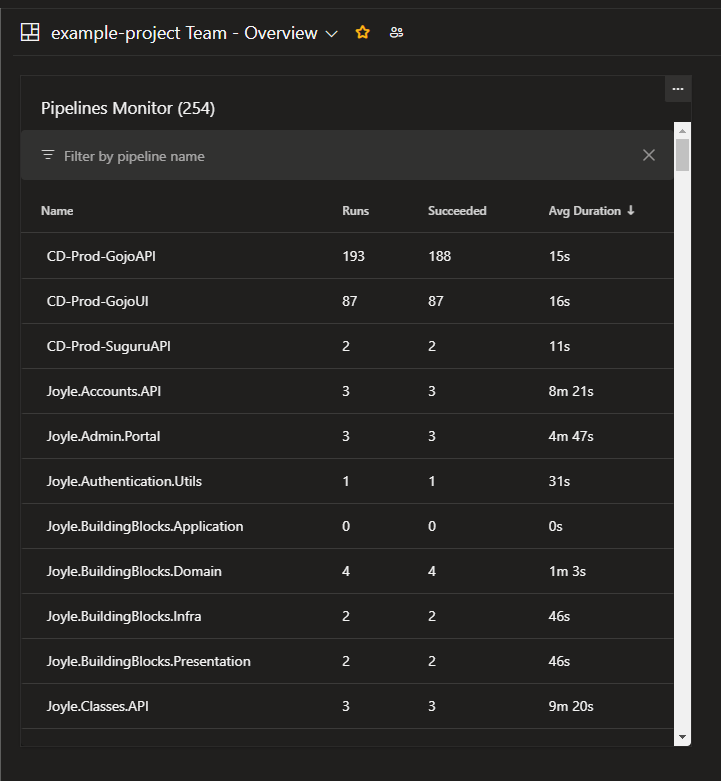 example-project Team - Overview
Pipelines Monitor (254)
Filter by pipeline name
Name Runs Succeeded Avg Duration ↓
CD-Prod-GojoAPI 193 188 15s
CD-Prod-GojoUI 87 87 16s
CD-Prod-SuguruAPI 2 2 11s
Joyle.Accounts.API 3 3 8m 21s
Joyle.Admin.Portal 3 3 4m 47s
Joyle.Authentication.Utils 1 1 31s
Joyle.BuildingBlocks.Application 0 0 0s
Joyle.BuildingBlocks.Domain 4 4 1m 3s
Joyle.BuildingBlocks.Infra 2 2 46s
Joyle.BuildingBlocks.Presentation 2 2 46s
Joyle.Classes.API 3 3 9m 20s